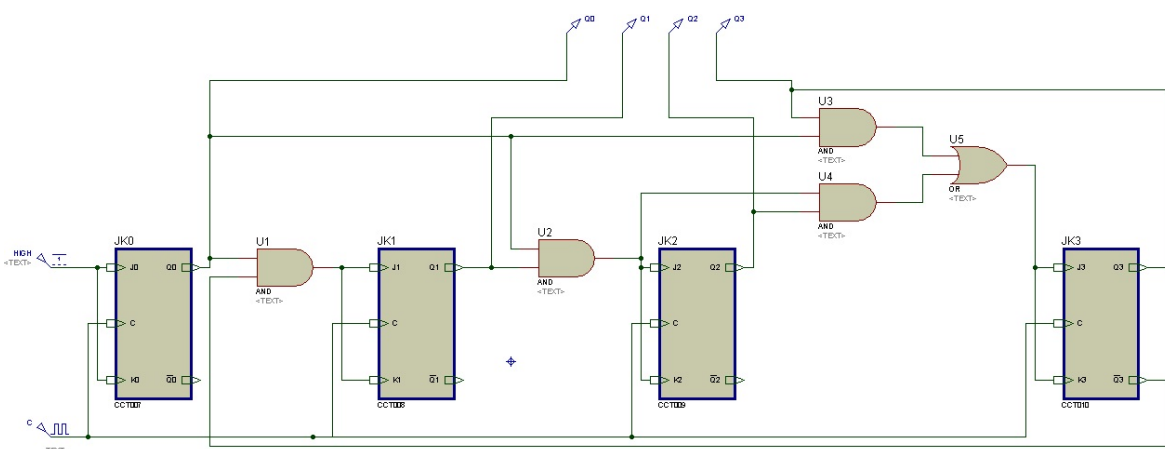 Q0 Q1 Q2 Q3
U3
AND
<TEXT>
U5
OR
<TEXT>
U4
AND
<TEXT>
HIGH
<TEXT>
1
JK0
J0 Q0
C
K0 Q0
CCT007
U1
AND
<TEXT>
JK1
J1 Q1
C
K1 Q1
CCT008
U2
AND
<TEXT>
JK2
J2 Q2
C
K2 Q2
CCT009
JK3
J3 Q3
C
K3 Q3
CCT010
C